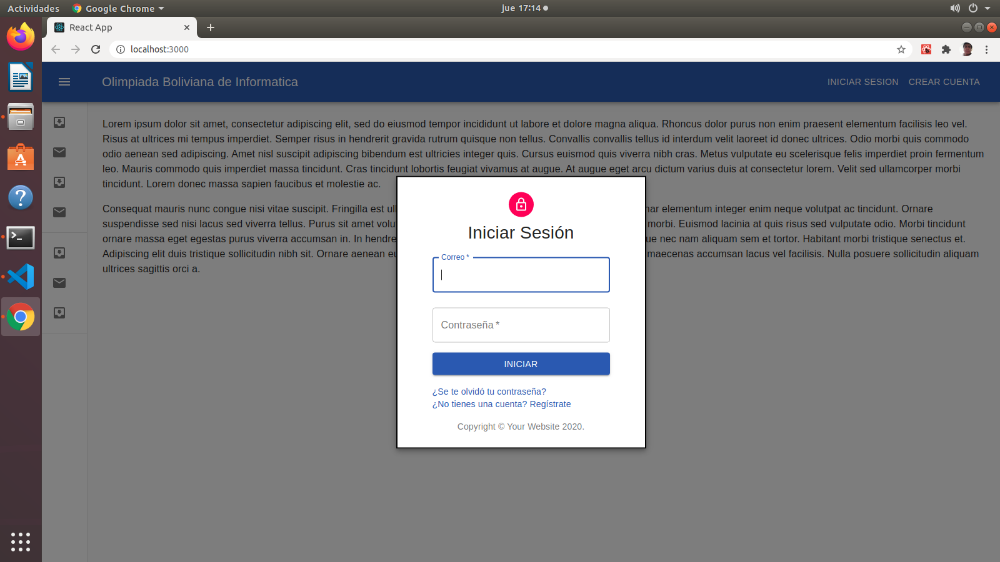 Actividades
Google Chrome
jue 17:14
React App
localhost:3000
Olimpiada Boliviana de Informatica
INICIAR SESION
CREAR CUENTA
Lorem ipsum dolor sit amet, consectetur adipiscing elit, sed do eiusmod tempor incididunt ut labore et dolore magna aliqua. Rhoncus dolor purus non enim praesent elementum facilisis leo vel.
Risus at ultrices mi tempus imperdiet. Semper risus in hendrerit gravida rutrum quisque non tellus. Convallis convallis tellus id interdum velit laoreet id donec ultrices. Odio morbi quis commodo
odio aenean sed adipiscing. Amet nisl suscipit adipiscing bibendum est ultricies integer quis. Cursus euismod quis viverra nibh cras. Metus vulputate eu scelerisque felis imperdiet proin fermentum
leo. Mauris commodo quis imperdiet massa tincidunt. Cras tincidunt lobortis feugiat vivamus at augue. At augue eget arcu dictum varius duis at consectetur lorem. Velit sed ullamcorper morbi
tincidunt. Lorem donec massa sapien faucibus et molestie ac.
Consequat mauris nunc congue nisi vitae suscipit. Fringilla est ull
nar elementum integer enim neque volutpat ac tincidunt. Ornare
suspendisse sed nisi lacus sed viverra tellus. Purus sit amet volut
morbi. Euismod lacinia at quis risus sed vulputate odio. Morbi tincidunt
ornare massa eget egestas purus viverra accumsan in. In hendre
ue nec nam aliquam sem et tortor. Habitant morbi tristique senectus et.
Adipiscing elit duis tristique sollicitudin nibh sit. Ornare aenean eu
maecenas accumsan lacus vel facilisis. Nulla posuere sollicitudin aliquam
ultrices sagittis orci a.
Iniciar Sesión
Correo *
Contraseña *
INICIAR
¿Se te olvidó tu contraseña?
¿No tienes una cuenta? Regístrate
Copyright © Your Website 2020.